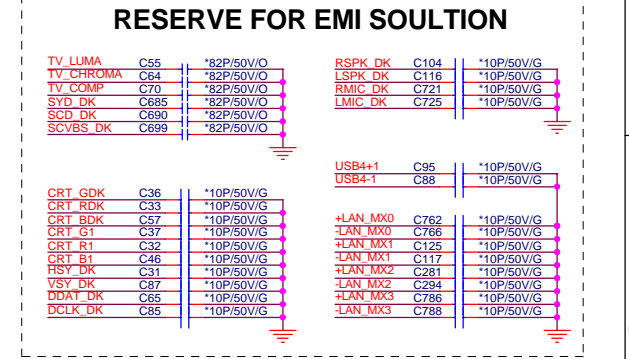 RESERVE FOR EMI SOULTION
TV_LUMA C55 *82P/50V/O
TV_CHROMA C64 *82P/50V/O
TV_COMP C70 *82P/50V/O
SYD_DK C685 *82P/50V/O
SCD_DK C690 *82P/50V/O
SCVBS_DK C699 *82P/50V/O
RSPK_DK C104 *10P/50V/G
LSPK_DK C116 *10P/50V/G
RMIC_DK C721 *10P/50V/G
LMIC_DK C725 *10P/50V/G
USB4+1 C95 *10P/50V/G
USB4-1 C88 *10P/50V/G
CRT_GDK C36 *10P/50V/G
CRT_RDK C33 *10P/50V/G
CRT_BDK C57 *10P/50V/G
CRT_G1 C37 *10P/50V/G
CRT_R1 C32 *10P/50V/G
CRT_B1 C46 *10P/50V/G
HSY_DK C31 *10P/50V/G
VSY_DK C87 *10P/50V/G
DDAT_DK C65 *10P/50V/G
DCLK_DK C85 *10P/50V/G
+LAN_MX0 C762 *10P/50V/G
-LAN_MX0 C766 *10P/50V/G
+LAN_MX1 C125 *10P/50V/G
-LAN_MX1 C117 *10P/50V/G
+LAN_MX2 C281 *10P/50V/G
-LAN_MX2 C294 *10P/50V/G
+LAN_MX3 C786 *10P/50V/G
-LAN_MX3 C788 *10P/50V/G